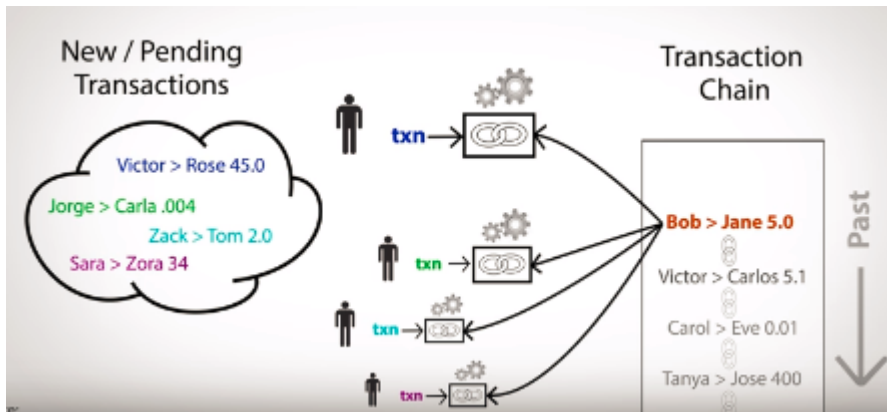 New / Pending
Transactions
Victor > Rose 45.0
Jorge > Carla .004
Zack > Tom 2.0
Sara > Zora 34
txn
txn
txn
txn
Transaction
Chain
Bob > Jane 5.0
Victor > Carlos 5.1
Carol > Eve 0.01
Tanya > Jose 400
Past